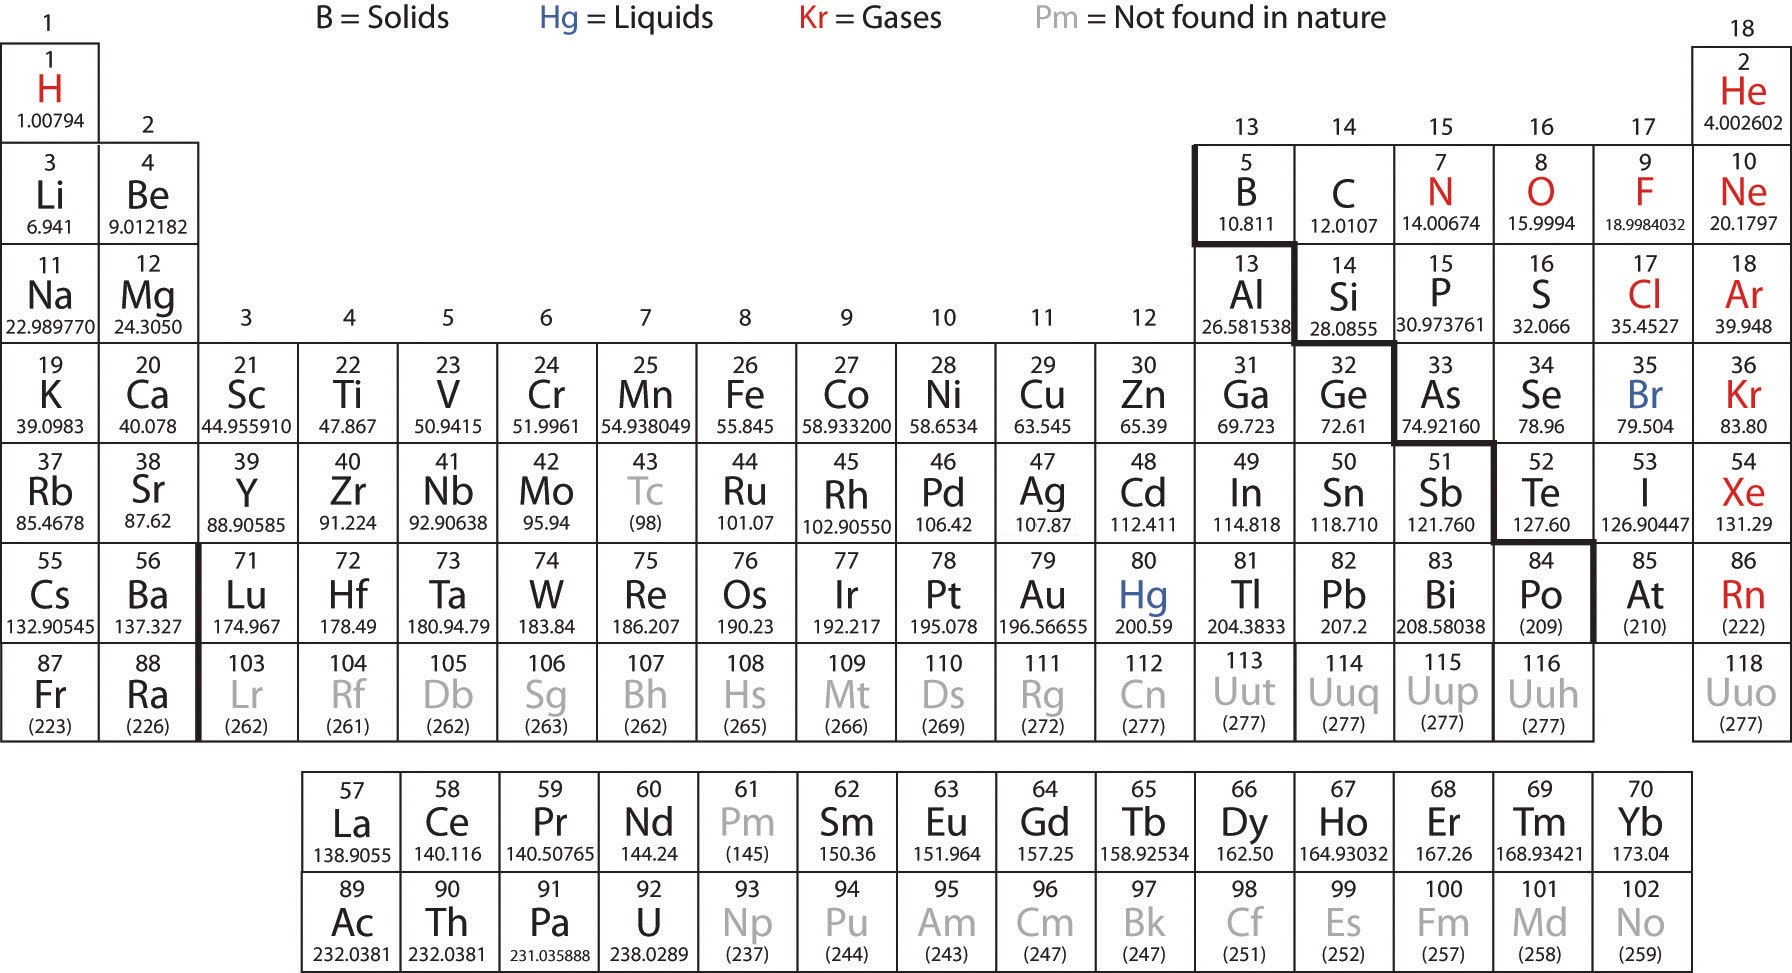 B = Solids Hg = Liquids Kr = Gases Pm = Not found in nature
1 18
1 2
H He
1.00794 4.002602
2 13 14 15 16 17
3 4 5 7 8 9 10
Li Be B C N O F Ne
6.941 9.012182 10.811 12.0107 14.00674 15.9994 18.9984032 20.1797
11 12 13 14 15 16 17 18
Na Mg Al Si P S Cl Ar
22.989770 24.3050 26.581538 28.0855 30.973761 32.066 35.4527 39.948
3 4 5 6 7 8 9 10 11 12
19 20 21 22 23 24 25 26 27 28 29 30 31 32 33 34 35 36
K Ca Sc Ti V Cr Mn Fe Co Ni Cu Zn Ga Ge As Se Br Kr
39.0983 40.078 44.955910 47.867 50.9415 51.9961 54.938049 55.845 58.933200 58.6534 63.545 65.39 69.723 72.61 74.92160 78.96 79.504 83.80
37 38 39 40 41 42 43 44 45 46 47 48 49 50 51 52 53 54
Rb Sr Y Zr Nb Mo Tc Ru Rh Pd Ag Cd In Sn Sb Te I Xe
85.4678 87.62 88.90585 91.224 92.90638 95.94 (98) 101.07 102.90550 106.42 107.87 112.411 114.818 118.710 121.760 127.60 126.90447 131.29
55 56 71 72 73 74 75 76 77 78 79 80 81 82 83 84 85 86
Cs Ba Lu Hf Ta W Re Os Ir Pt Au Hg Tl Pb Bi Po At Rn
132.90545 137.327 174.967 178.49 180.94.79 183.84 186.207 190.23 192.217 195.078 196.56655 200.59 204.3833 207.2 208.58038 (209) (210) (222)
87 88 103 104 105 106 107 108 109 110 111 112 113 114 115 116 118
Fr Ra Lr Rf Db Sg Bh Hs Mt Ds Rg Cn Uut Uuq Uup Uuh Uuo
(223) (226) (262) (261) (262) (263) (262) (265) (266) (269) (272) (277) (277) (277) (277) (277) (277)
57 58 59 60 61 62 63 64 65 66 67 68 69 70
La Ce Pr Nd Pm Sm Eu Gd Tb Dy Ho Er Tm Yb
138.9055 140.116 140.50765 144.24 (145) 150.36 151.964 157.25 158.92534 162.50 164.93032 167.26 168.93421 173.04
89 90 91 92 93 94 95 96 97 98 99 100 101 102
Ac Th Pa U Np Pu Am Cm Bk Cf Es Fm Md No
232.0381 232.0381 231.035888 238.0289 (237) (244) (243) (247) (247) (251) (252) (257) (258) (259)